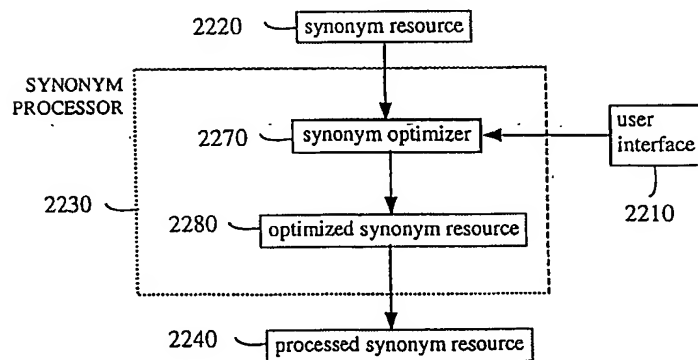 2220
synonym resource
SYNONYM
PROCESSOR
2270
synonym optimizer
user
interface
2210
2230
2280
optimized synonym resource
2240
processed synonym resource